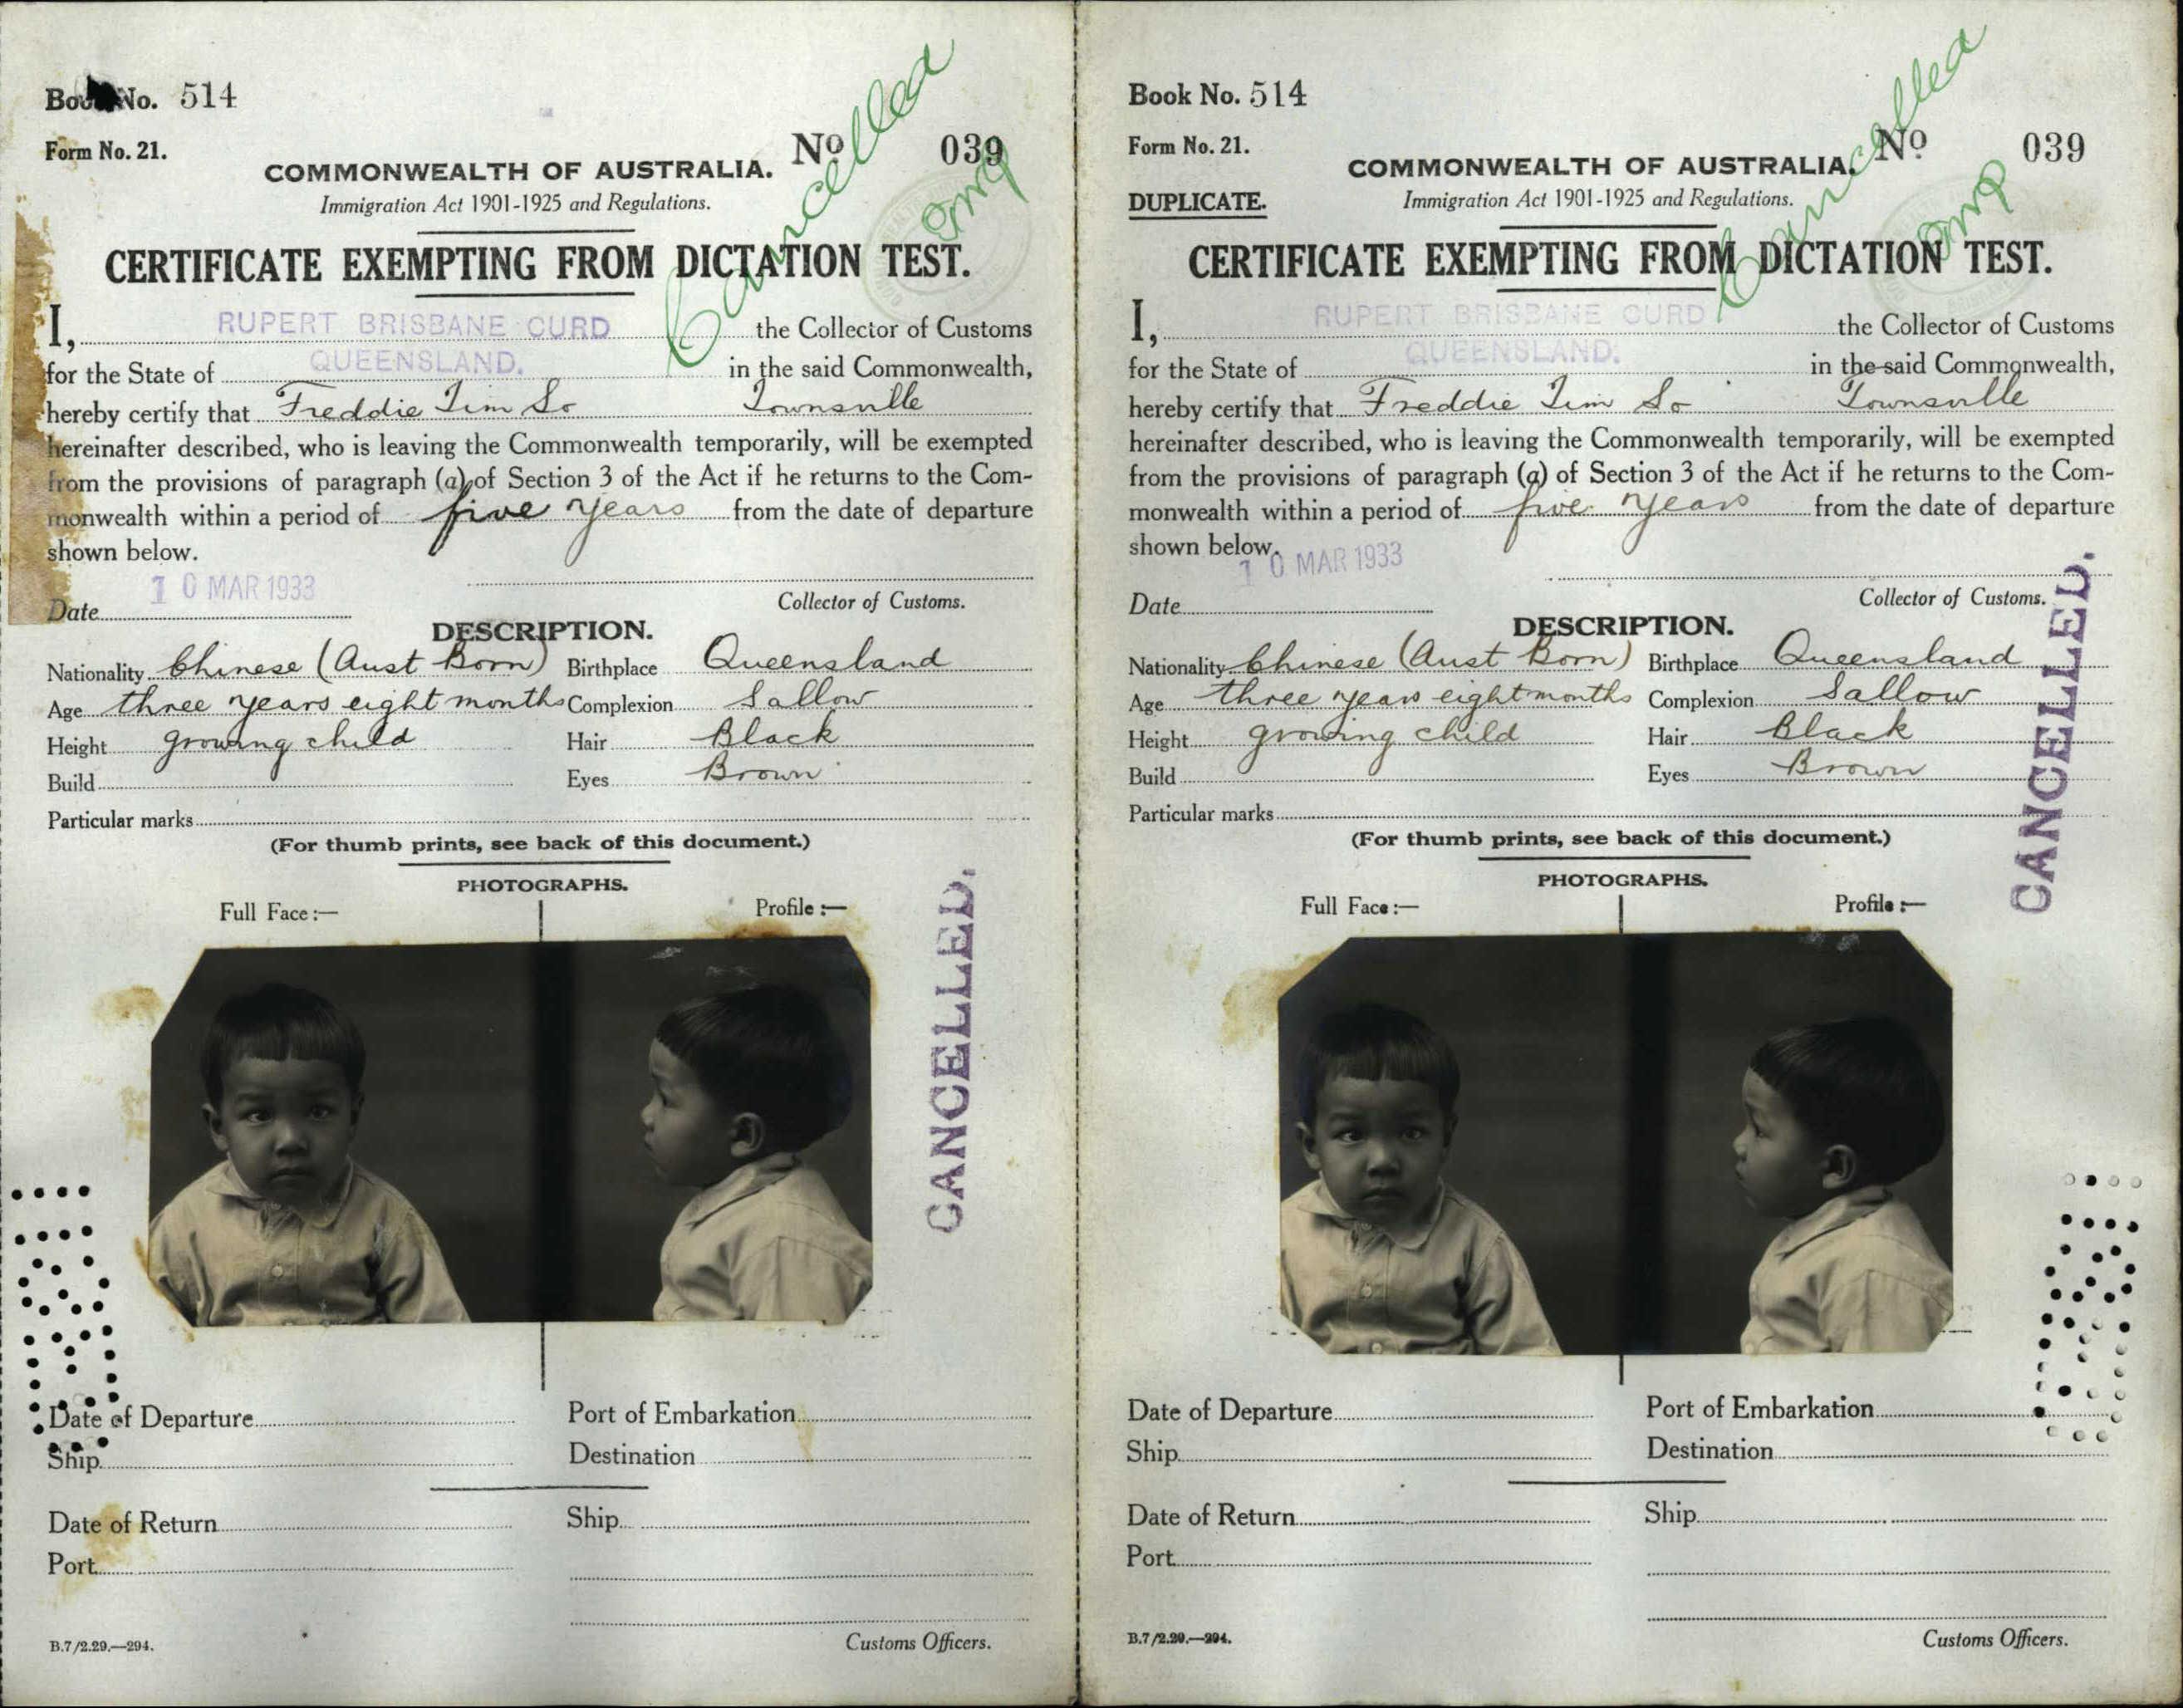 Book No. 514
Form No. 21.
No 039
COMMONWEALTH OF AUSTRALIA.
Immigration Act 1901-1925 and Regulations.
Cancelled
CERTIFICATE EXEMPTING FROM DICTATION TEST.
I, RUPERT BRISBANE CURD the Collector of Customs
for the State of QUEENSLAND. in the said Commonwealth,
hereby certify that Freddie Tim So Townsville
hereinafter described, who is leaving the Commonwealth temporarily, will be exempted
from the provisions of paragraph (a) of Section 3 of the Act if he returns to the Com-
monwealth within a period of five years from the date of departure
shown below.
10 MAR 1933
Date Collector of Customs.
DESCRIPTION.
Nationality Chinese (Aust Born) Birthplace Queensland
Age three years eight months Complexion Sallow
Height growing child Hair Black
Build Eyes Brown
Particular marks
(For thumb prints, see back of this document.)
PHOTOGRAPHS.
Full Face:— Profile:—
CANCELLED.
Date of Departure Port of Embarkation
Ship Destination
Date of Return Ship
Port
B.7/2.29.—294. Customs Officers.
Book No. 514
Form No. 21.
No 039
DUPLICATE.
COMMONWEALTH OF AUSTRALIA.
Immigration Act 1901-1925 and Regulations.
Cancelled
CERTIFICATE EXEMPTING FROM DICTATION TEST.
I, RUPERT BRISBANE CURD the Collector of Customs
for the State of QUEENSLAND. in the said Commonwealth,
hereby certify that Freddie Tim So Townsville
hereinafter described, who is leaving the Commonwealth temporarily, will be exempted
from the provisions of paragraph (a) of Section 3 of the Act if he returns to the Com-
monwealth within a period of five years from the date of departure
shown below.
10 MAR 1933
Date Collector of Customs.
DESCRIPTION.
Nationality Chinese (Aust Born) Birthplace Queensland
Age three years eight months Complexion Sallow
Height growing child Hair Black
Build Eyes Brown
Particular marks
(For thumb prints, see back of this document.)
PHOTOGRAPHS.
Full Face:— Profile:—
CANCELLED.
Date of Departure Port of Embarkation
Ship Destination
Date of Return Ship
Port
B.7/2.29.—294. Customs Officers.